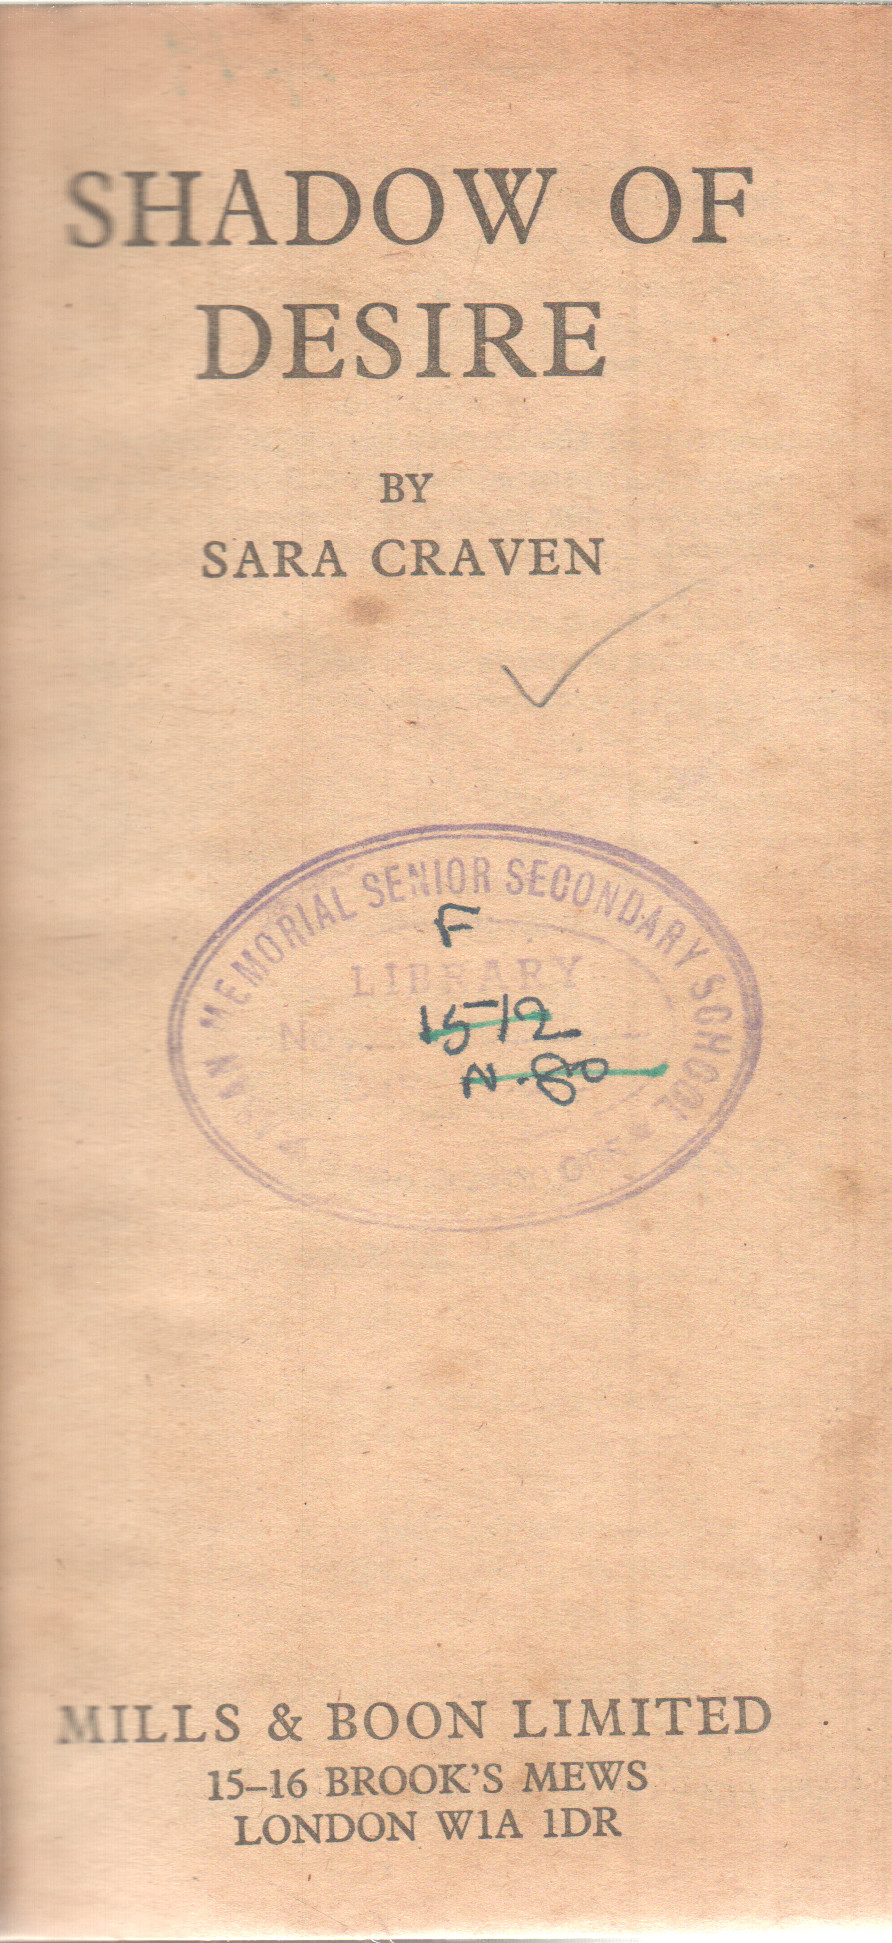 SHADOW OF
DESIRE
BY
SARA CRAVEN
MEMORIAL SENIOR SECONDARY SCHOOL
F
LIBRARY
No.
1512
N.80
MILLS & BOON LIMITED
15–16 BROOK'S MEWS
LONDON W1A 1DR